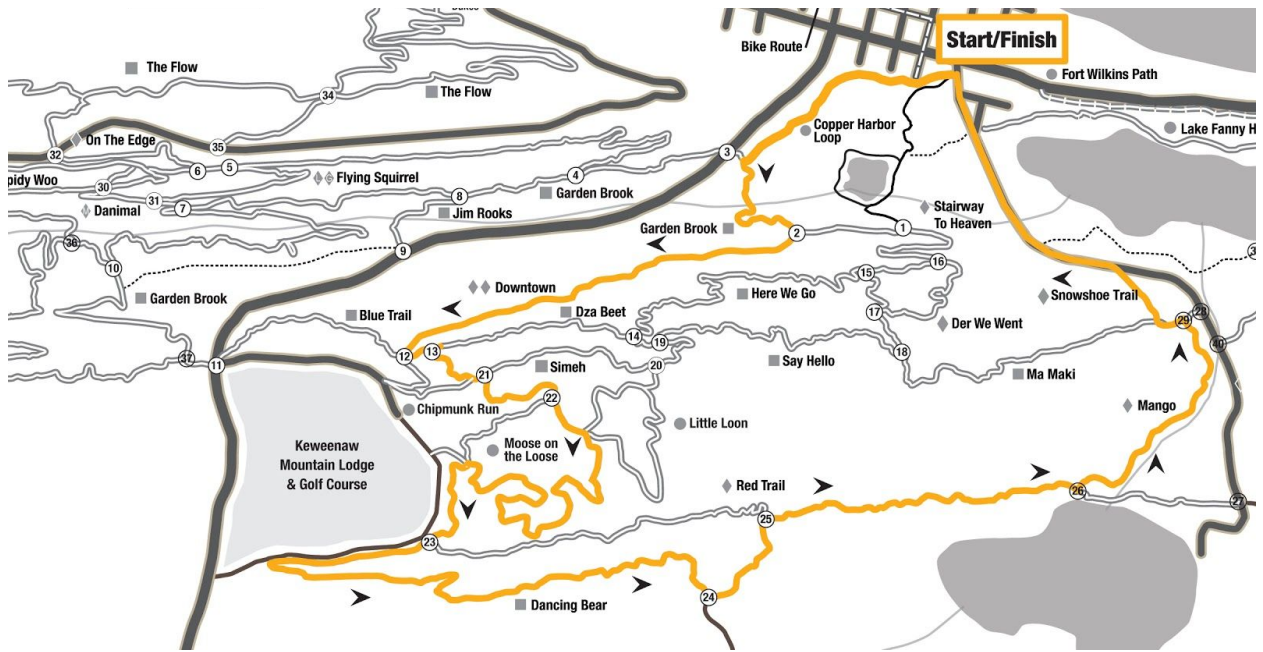 Start/Finish
Bike Route
The Flow
Fort Wilkins Path
34
The Flow
Copper Harbor
Loop
Lake Fanny H
On The Edge
35
32
3
6
5
4
pidy Woo
30
Flying Squirrel
8
Garden Brook
31
7
Danimal
Jim Rooks
Stairway
To Heaven
Garden Brook
1
2
36
9
10
16
15
Garden Brook
Downtown
Here We Go
Snowshoe Trail
Blue Trail
Dza Beet
17
28
29
Der We Went
14
19
18
40
12
13
37
11
20
Say Hello
Simeh
21
Ma Maki
22
Chipmunk Run
Mango
Little Loon
Keweenaw
Mountain Lodge
& Golf Course
Moose on
the Loose
Red Trail
26
27
25
23
24
Dancing Bear